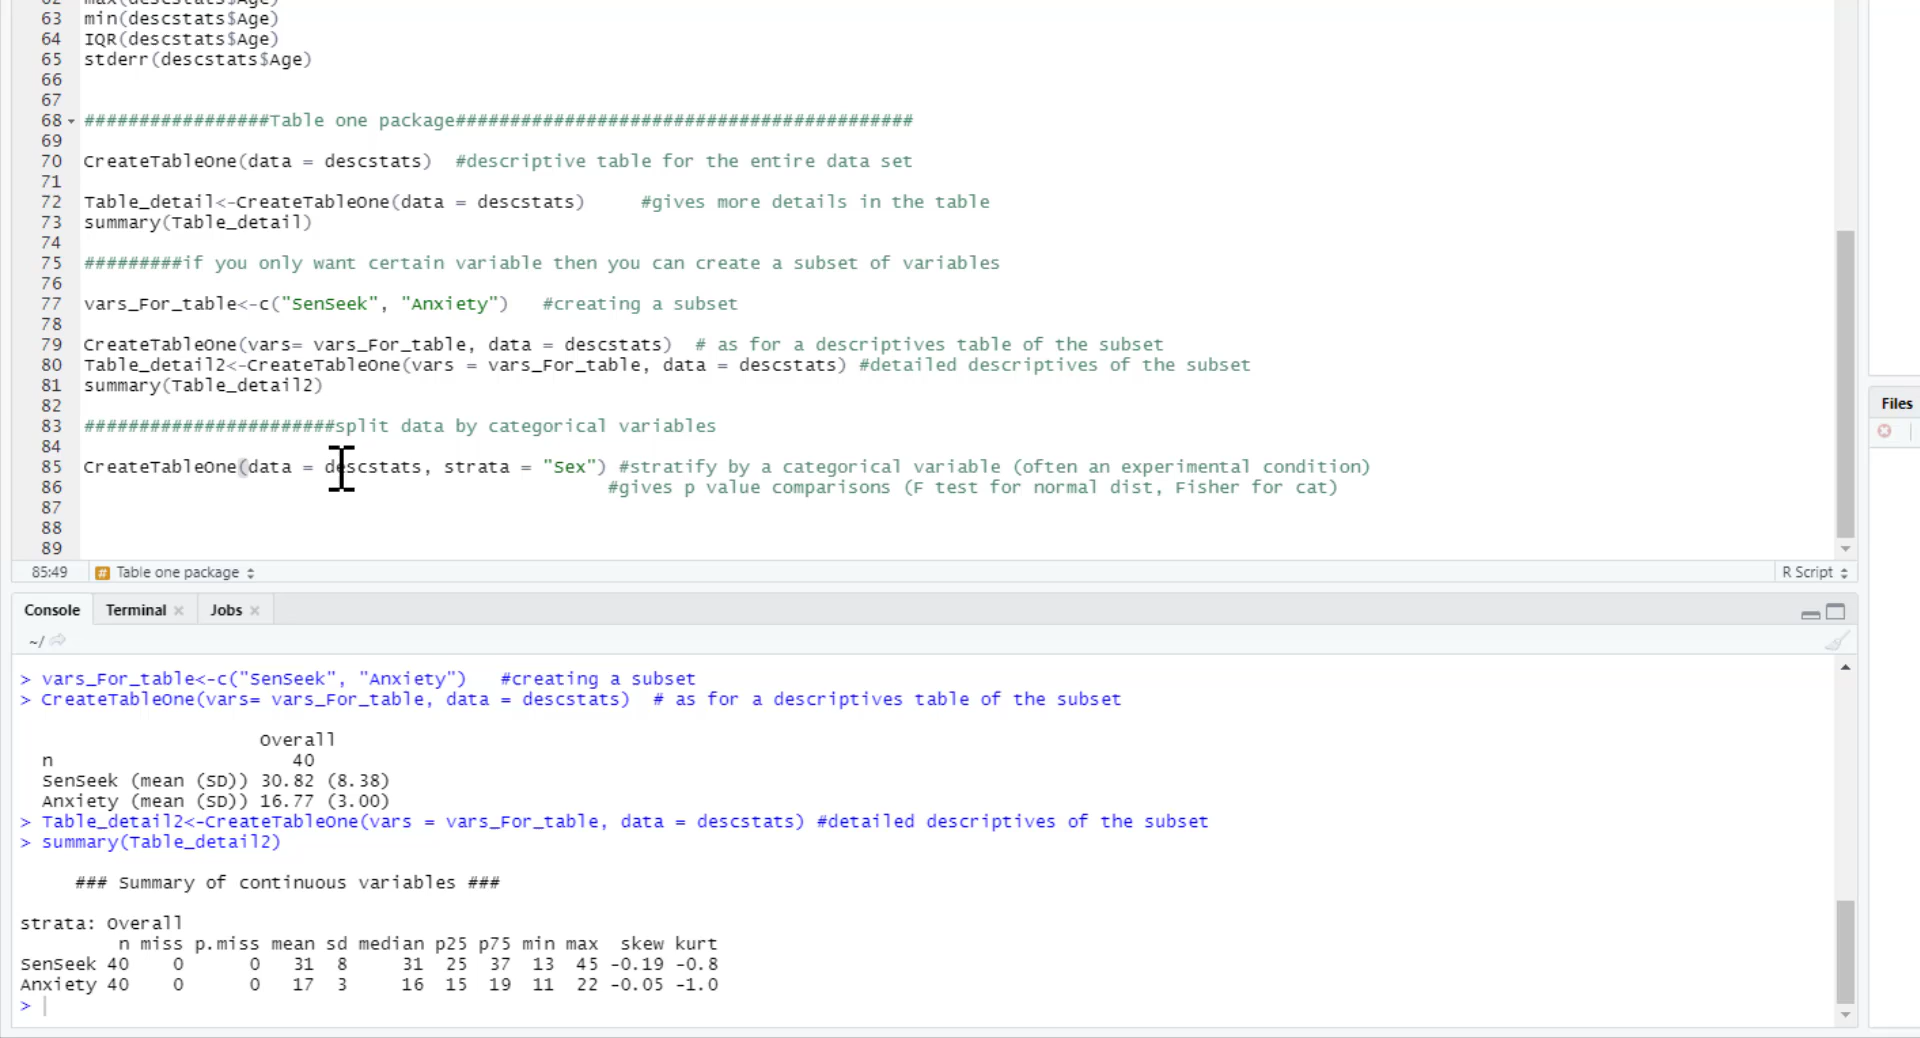 62 max(descstats$Age)
63 min(descstats$Age)
64 IQR(descstats$Age)
65 stderr(descstats$Age)
66
67
68 #################Table one package##########################################
69
70 CreateTableOne(data = descstats)  #descriptive table for the entire data set
71
72 Table_detail<-CreateTableOne(data = descstats)     #gives more details in the table
73 summary(Table_detail)
74
75 #########if you only want certain variable then you can create a subset of variables
76
77 vars_For_table<-c("SenSeek", "Anxiety")   #creating a subset
78
79 CreateTableOne(vars= vars_For_table, data = descstats)  # as for a descriptives table of the subset
80 Table_detail2<-CreateTableOne(vars = vars_For_table, data = descstats) #detailed descriptives of the subset
81 summary(Table_detail2)
82
83 #######################split data by categorical variables
84
85 CreateTableOne(data = descstats, strata = "Sex") #stratify by a categorical variable (often an experimental condition)
86 #gives p value comparisons (F test for normal dist, Fisher for cat)
87
88
89
85:49 # Table one package R Script
Files
Console Terminal Jobs
~/
> vars_For_table<-c("SenSeek", "Anxiety")   #creating a subset
> CreateTableOne(vars= vars_For_table, data = descstats)  # as for a descriptives table of the subset
Overall
n 40
SenSeek (mean (SD)) 30.82 (8.38)
Anxiety (mean (SD)) 16.77 (3.00)
> Table_detail2<-CreateTableOne(vars = vars_For_table, data = descstats) #detailed descriptives of the subset
> summary(Table_detail2)
### Summary of continuous variables ###
strata: Overall
n miss p.miss mean sd median p25 p75 min max skew kurt
SenSeek 40 0 0 31 8 31 25 37 13 45 -0.19 -0.8
Anxiety 40 0 0 17 3 16 15 19 11 22 -0.05 -1.0
>